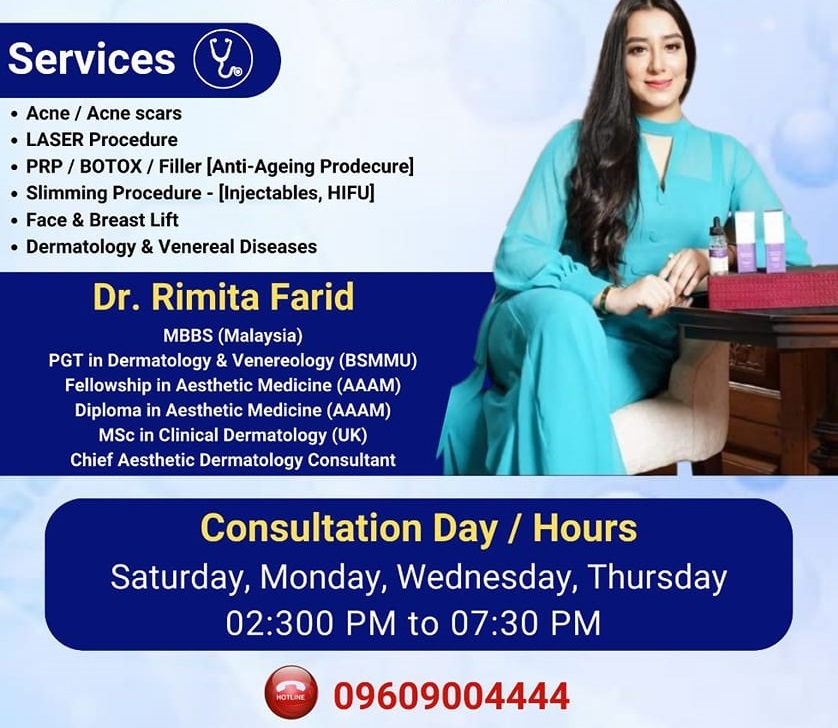 Services
• Acne / Acne scars
• LASER Procedure
• PRP / BOTOX / Filler [Anti-Ageing Prodecure]
• Slimming Procedure - [Injectables, HIFU]
• Face & Breast Lift
• Dermatology & Venereal Diseases
Dr. Rimita Farid
MBBS (Malaysia)
PGT in Dermatology & Venereology (BSMMU)
Fellowship in Aesthetic Medicine (AAAM)
Diploma in Aesthetic Medicine (AAAM)
MSc in Clinical Dermatology (UK)
Chief Aesthetic Dermatology Consultant
Consultation Day / Hours
Saturday, Monday, Wednesday, Thursday
02:300 PM to 07:30 PM
HOTLINE
09609004444